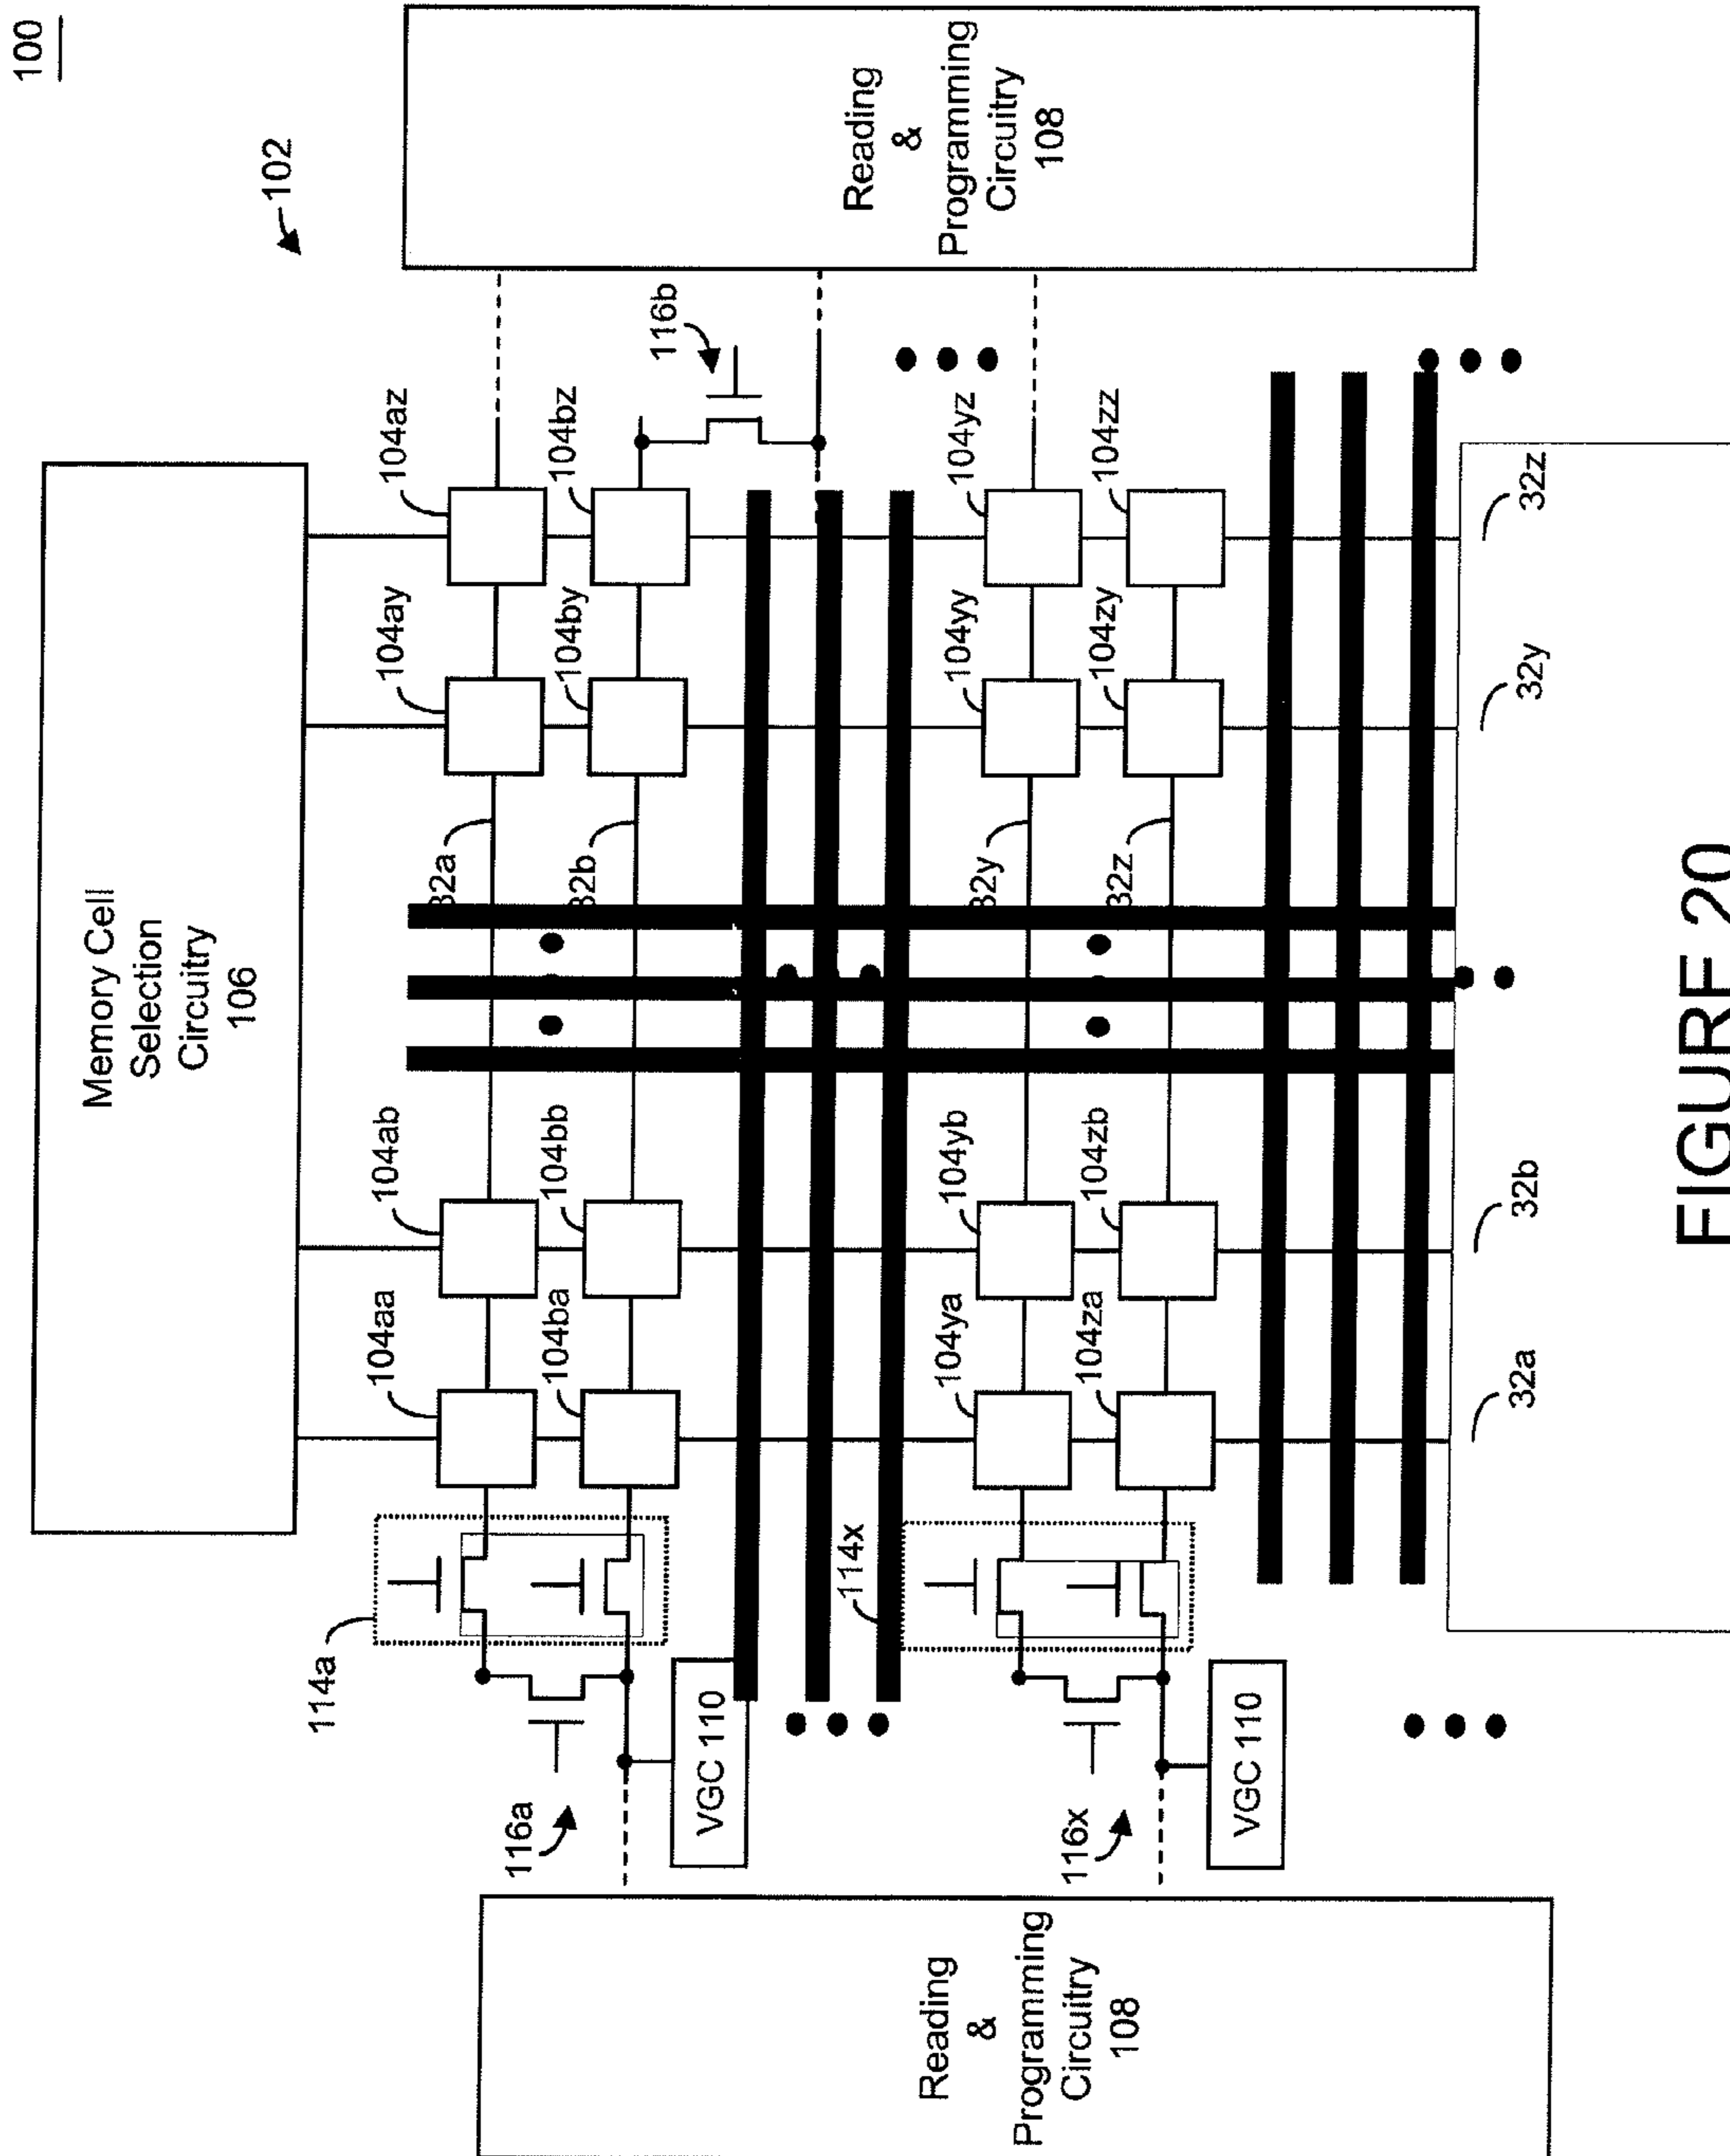 100
102
Memory Cell
Selection
Circuitry
106
Reading
&
Programming
Circuitry
108
104aa
104ab
104ay
104az
114a
32a
116a
104ba
104bb
104by
104bz
32b
116b
VGC 110
114x
104ya
104yb
104yy
104yz
32y
116x
104za
104zb
104zy
104zz
32z
VGC 110
Reading
&
Programming
Circuitry
108
32a
32b
32y
32z
FIGURE 20